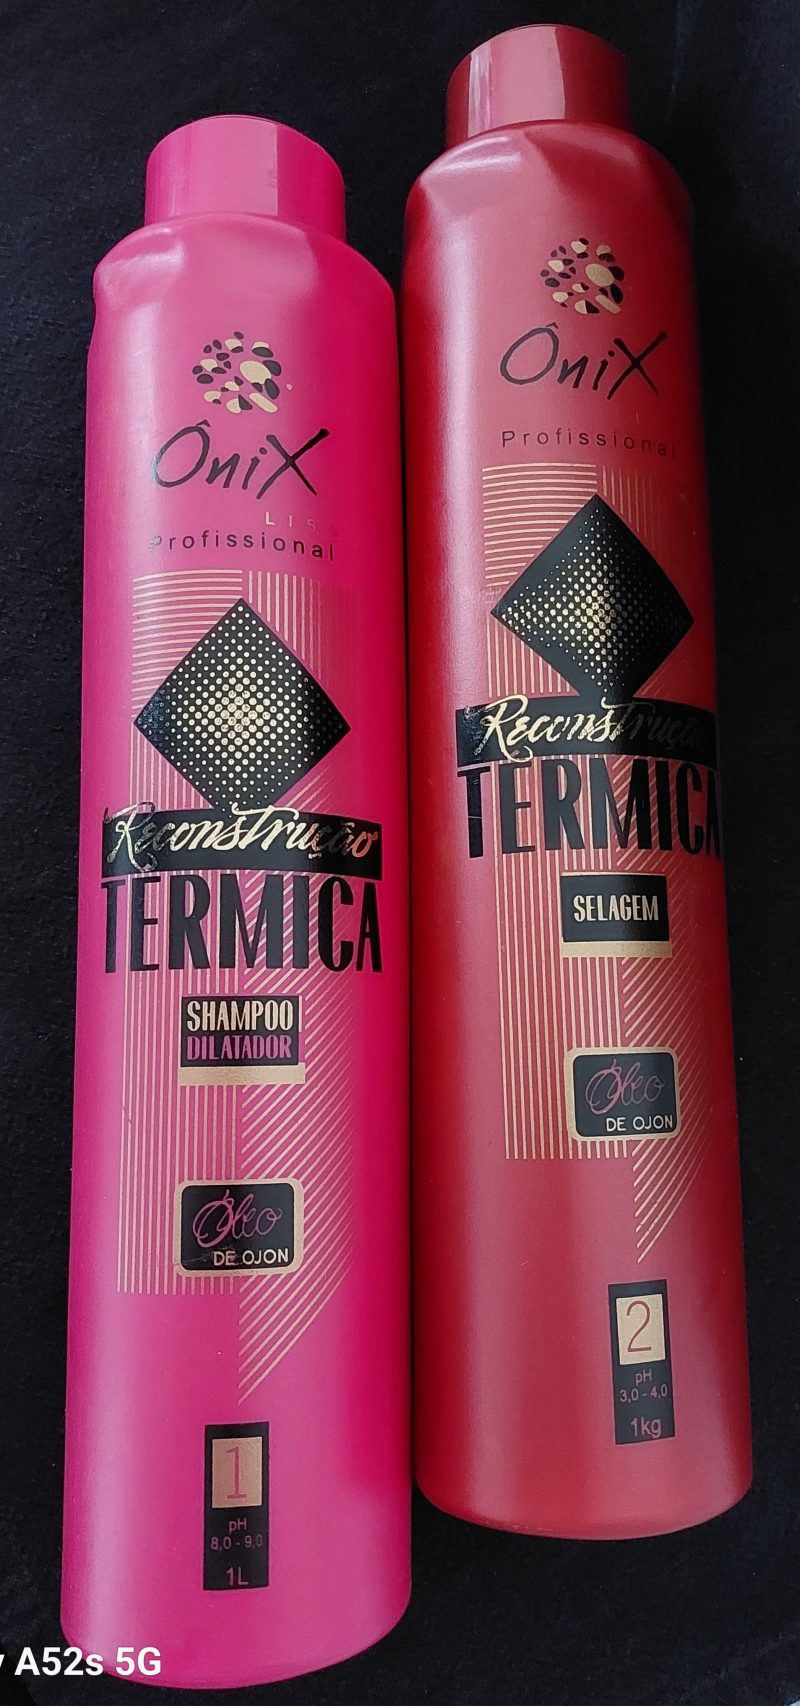 ÔniX
LIS
Profissional
Reconstrução
TERMICA
SHAMPOO
DILATADOR
Óleo
DE OJON
1
pH
8,0 - 9,0
1L
ÔniX
Profissional
Reconstrução
TERMICA
SELAGEM
Óleo
DE OJON
2
pH
3,0 - 4,0
1kg
A52s 5G